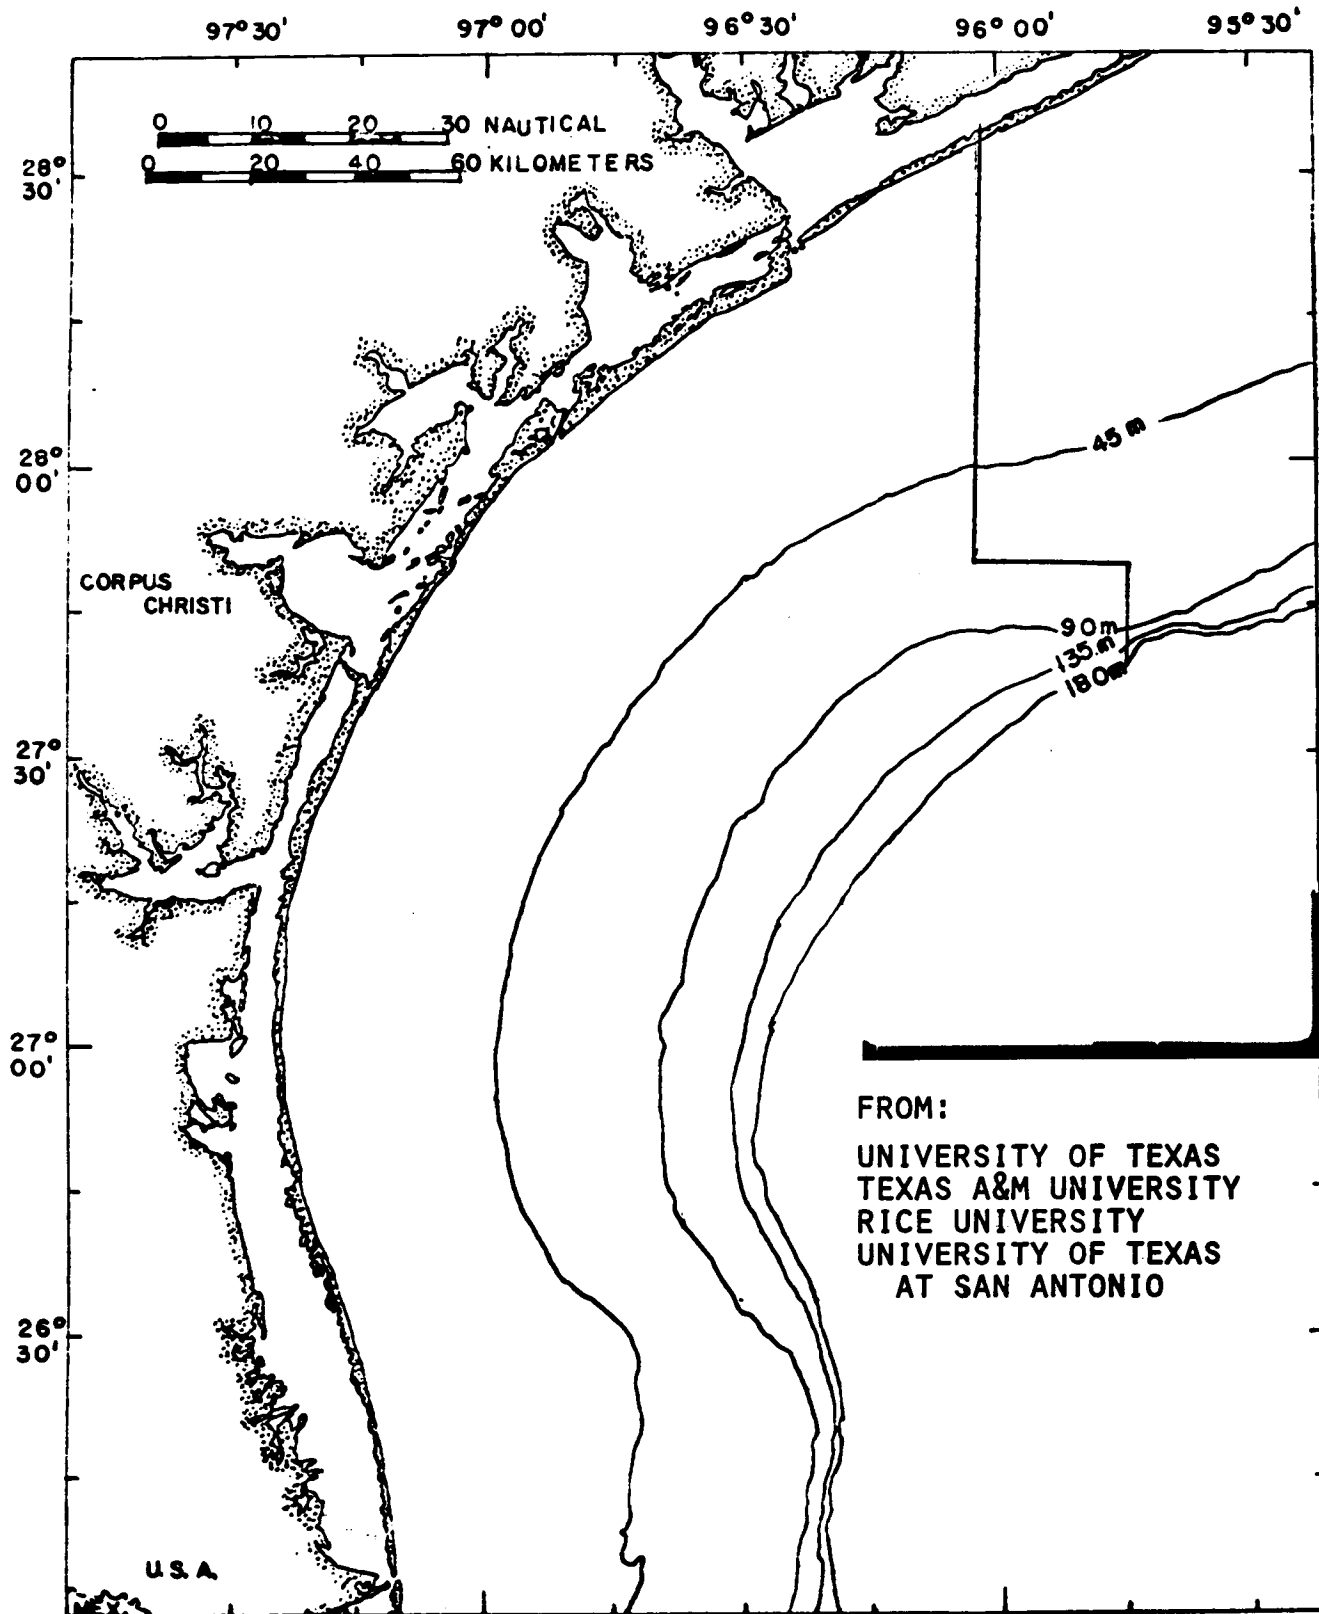 97°30' 97°00' 96°30' 96°00' 95°30'
0 10 20 30 NAUTICAL
0 20 40 60 KILOMETERS
28°
30'
45 m
28°
00'
CORPUS
CHRISTI
90m
135m
180m
27°
30'
27°
00'
FROM:
UNIVERSITY OF TEXAS
TEXAS A&M UNIVERSITY
RICE UNIVERSITY
UNIVERSITY OF TEXAS
AT SAN ANTONIO
26°
30'
U.S.A.
MEX.